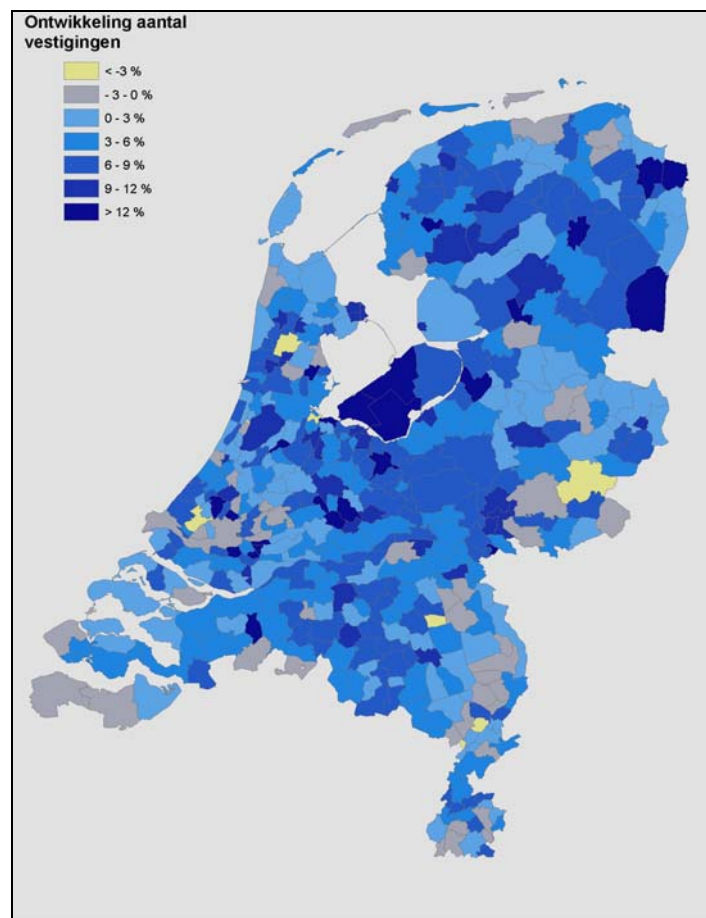 Ontwikkeling aantal
vestigingen
< -3 %
- 3 - 0 %
0 - 3 %
3 - 6 %
6 - 9 %
9 - 12 %
> 12 %